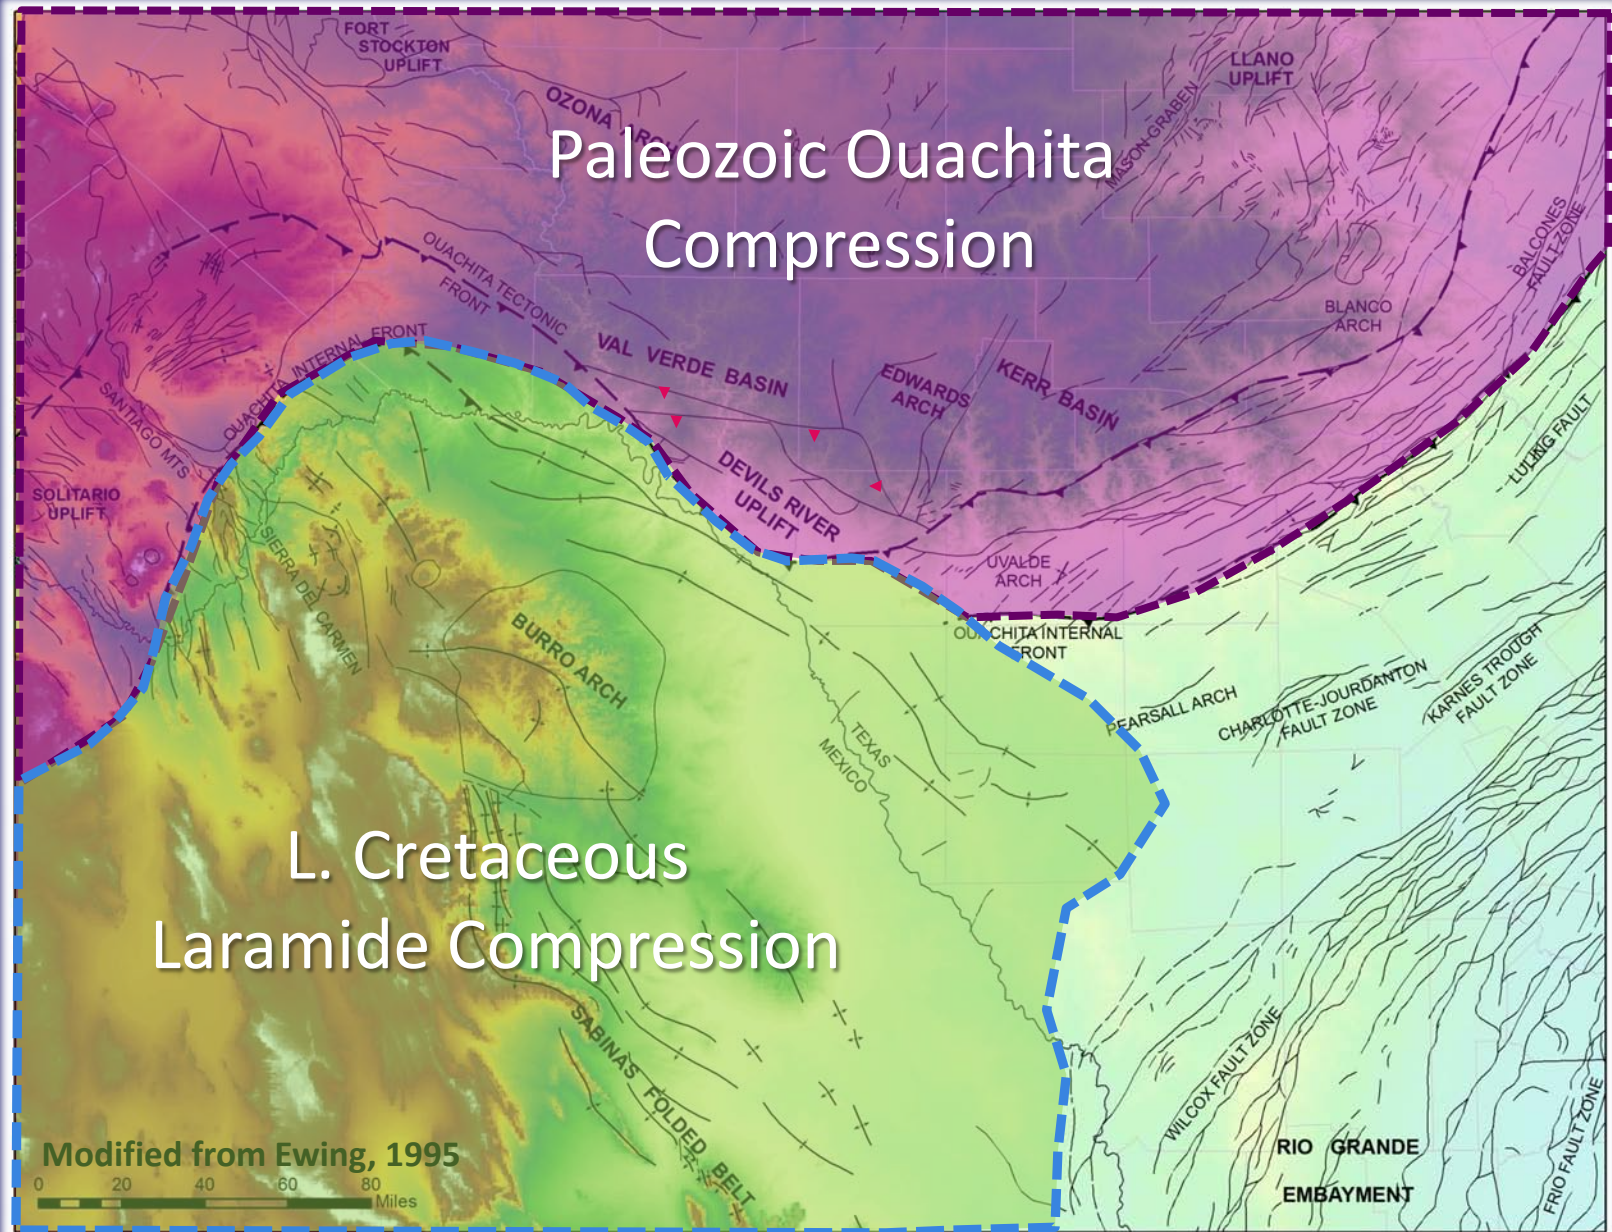 FORT
STOCKTON
UPLIFT
LLANO
UPLIFT
OZONA ARCH
MASON GRABEN
Paleozoic Ouachita
Compression
BALCONES
FAULT ZONE
OUACHITA TECTONIC
FRONT
BLANCO
ARCH
OUACHITA INTERNAL FRONT
VAL VERDE BASIN
EDWARDS
ARCH
KERR BASIN
SANTIAGO MTS
LULING FAULT
SOLITARIO
UPLIFT
DEVILS RIVER
UPLIFT
SIERRA DEL CARMEN
UVALDE
ARCH
BURRO ARCH
OUACHITA INTERNAL
FRONT
PEARSALL ARCH
CHARLOTTE-JOURDANTON
FAULT ZONE
KARNES TROUGH
FAULT ZONE
TEXAS
MEXICO
L. Cretaceous
Laramide Compression
SABINAS FOLDED BELT
WILCOX FAULT ZONE
FRIO FAULT ZONE
RIO GRANDE
EMBAYMENT
Modified from Ewing, 1995
0 20 40 60 80
Miles